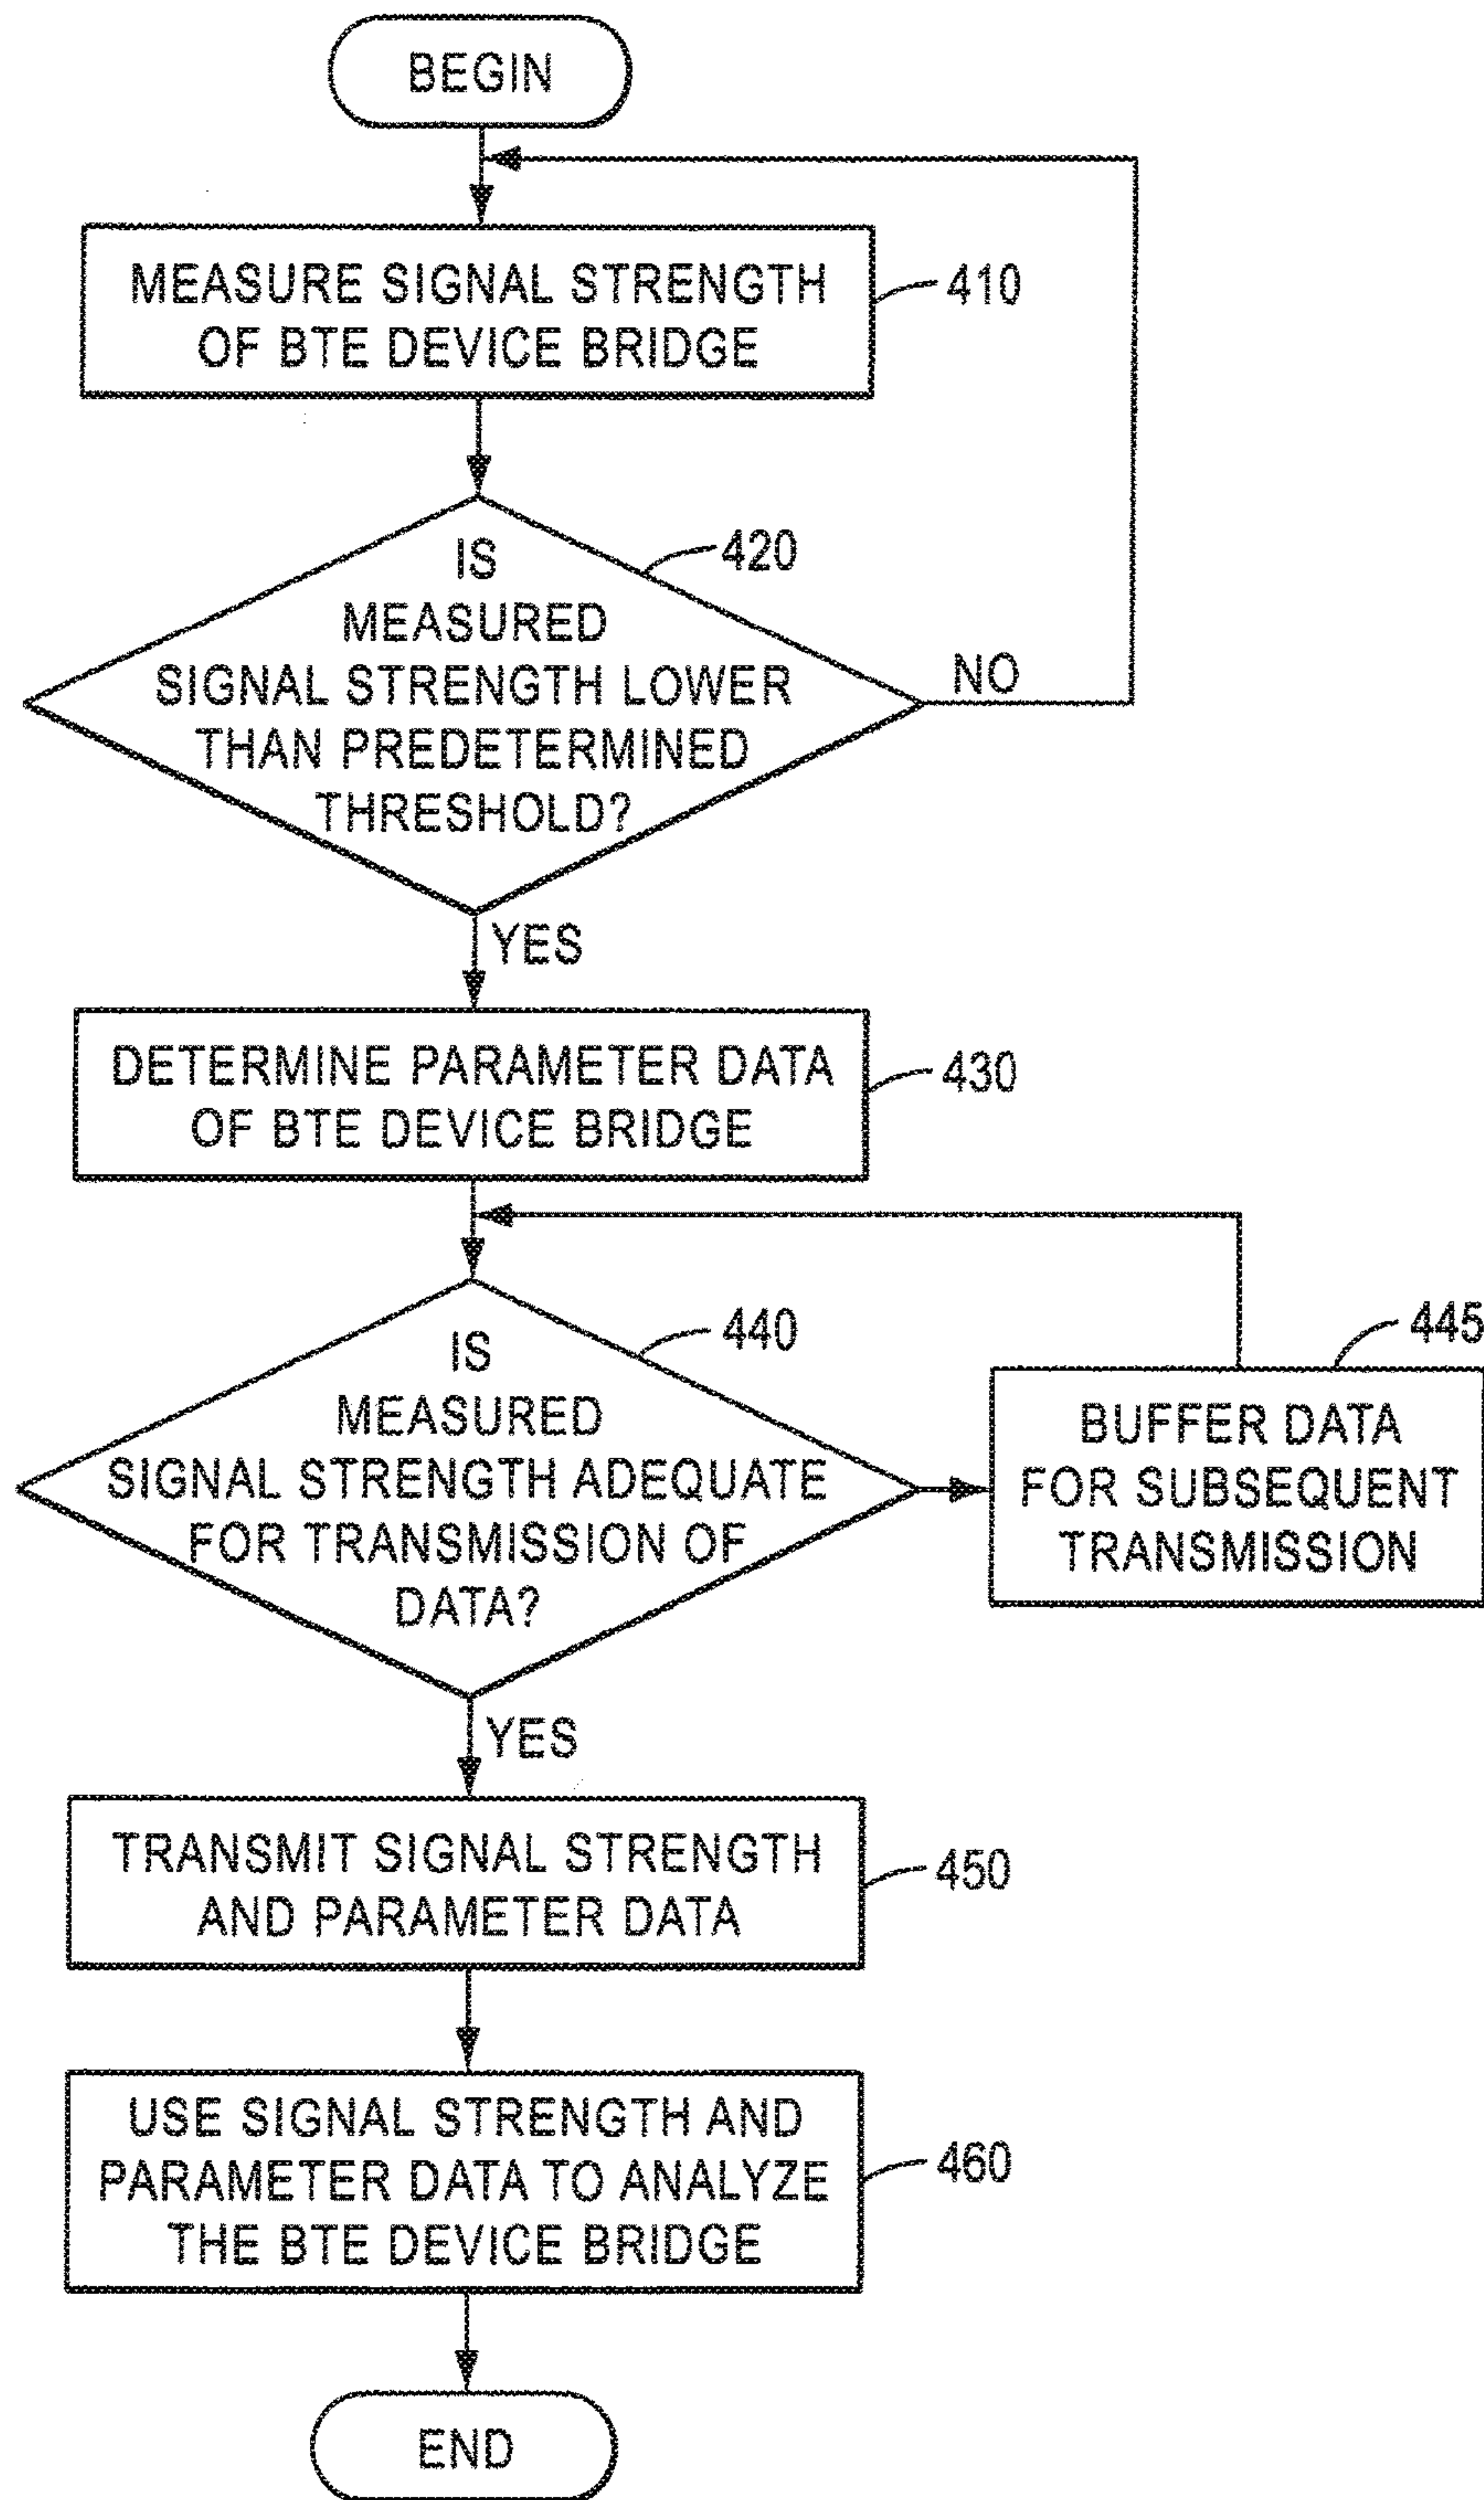 BEGIN
MEASURE SIGNAL STRENGTH
OF BTE DEVICE BRIDGE
410
IS
MEASURED
SIGNAL STRENGTH LOWER
THAN PREDETERMINED
THRESHOLD?
420
NO
YES
DETERMINE PARAMETER DATA
OF BTE DEVICE BRIDGE
430
IS
MEASURED
SIGNAL STRENGTH ADEQUATE
FOR TRANSMISSION OF
DATA?
440
445
BUFFER DATA
FOR SUBSEQUENT
TRANSMISSION
YES
TRANSMIT SIGNAL STRENGTH
AND PARAMETER DATA
450
USE SIGNAL STRENGTH AND
PARAMETER DATA TO ANALYZE
THE BTE DEVICE BRIDGE
460
END